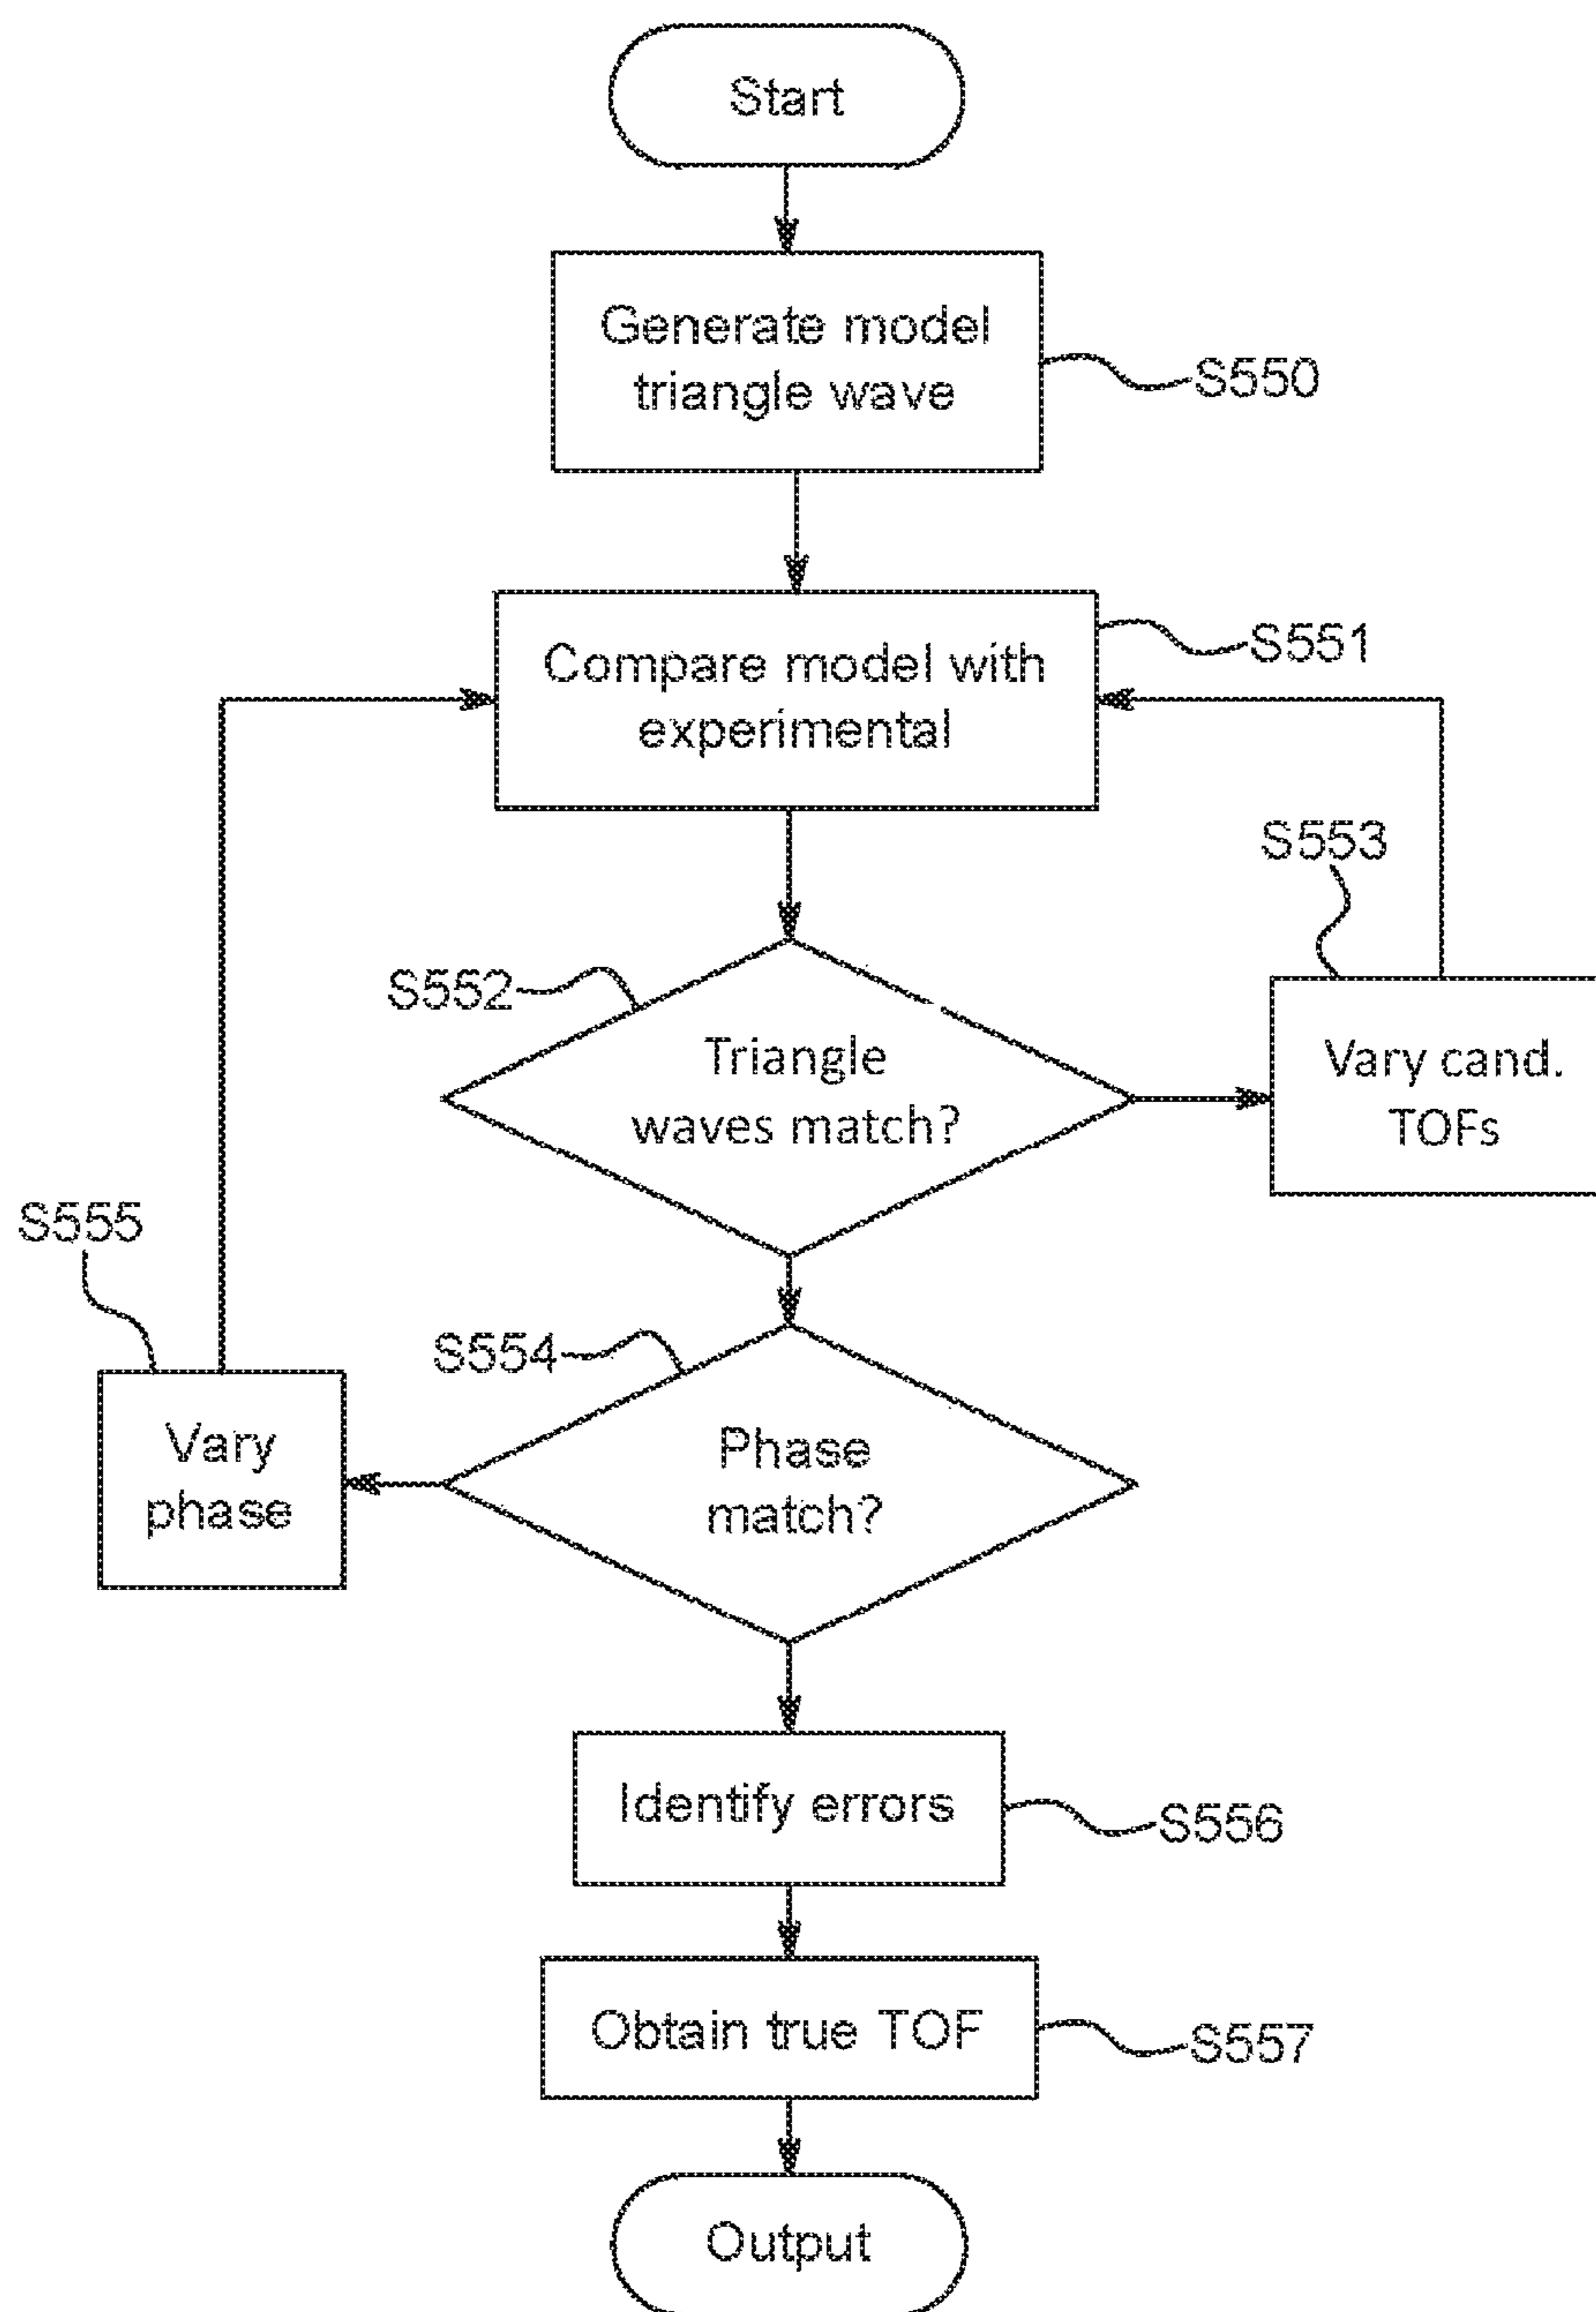 Start
Generate model
triangle wave
S550
Compare model with
experimental
S551
S553
S552
Triangle
waves match?
Vary cand.
TOFs
S555
S554
Vary
phase
Phase
match?
Identify errors
S556
Obtain true TOF
S557
Output